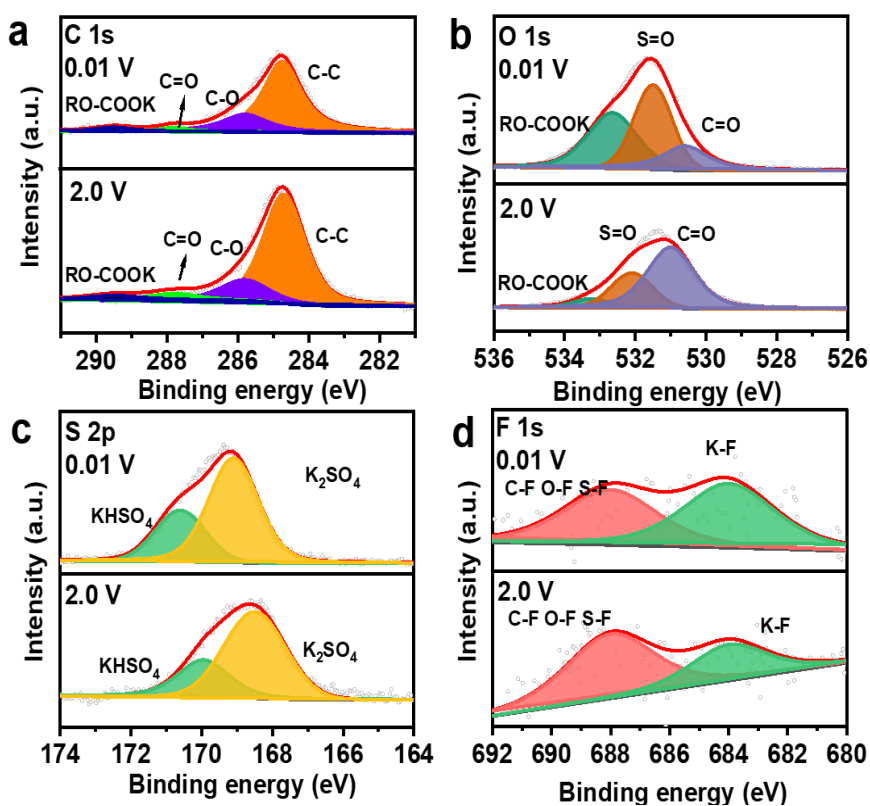 a
C 1s
0.01 V
C=O
C-O
C-C
RO-COOK
2.0 V
C=O
C-O
C-C
RO-COOK
Intensity (a.u.)
290 288 286 284 282
Binding energy (eV)
b
O 1s
0.01 V
S=O
RO-COOK
C=O
2.0 V
S=O
C=O
RO-COOK
Intensity (a.u.)
536 534 532 530 528 526
Binding energy (eV)
c
S 2p
0.01 V
K₂SO₄
KHSO₄
2.0 V
KHSO₄
K₂SO₄
Intensity (a.u.)
174 172 170 168 166 164
Binding energy (eV)
d
F 1s
0.01 V
K-F
C-F O-F S-F
2.0 V
C-F O-F S-F
K-F
Intensity (a.u.)
692 690 688 686 684 682 680
Binding energy (eV)